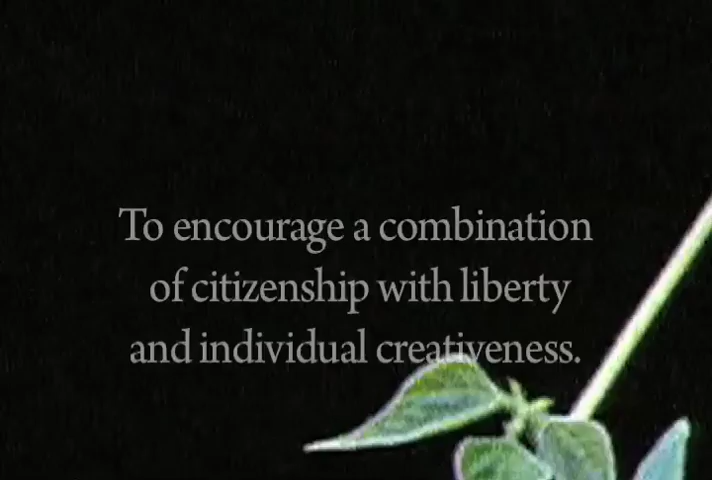 To encourage a combination
of citizenship with liberty
and individual creativeness.